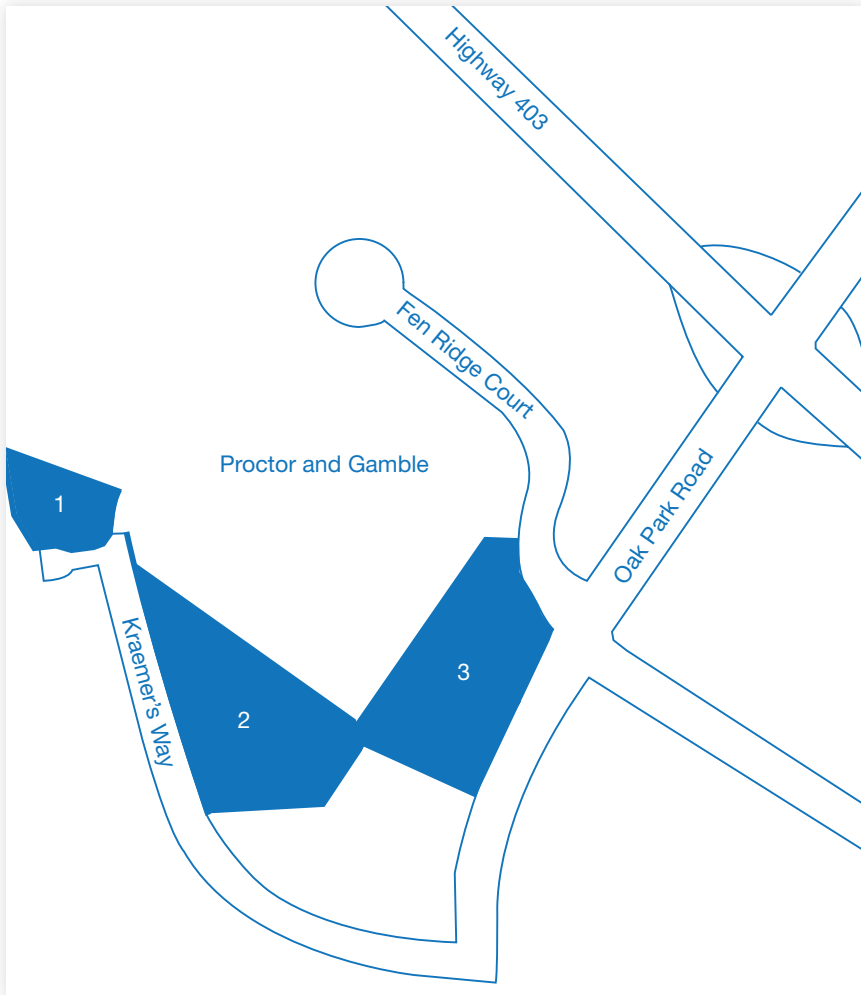 Highway 403
Fen Ridge Court
Proctor and Gamble
Oak Park Road
1
Kraemer's Way
2
3